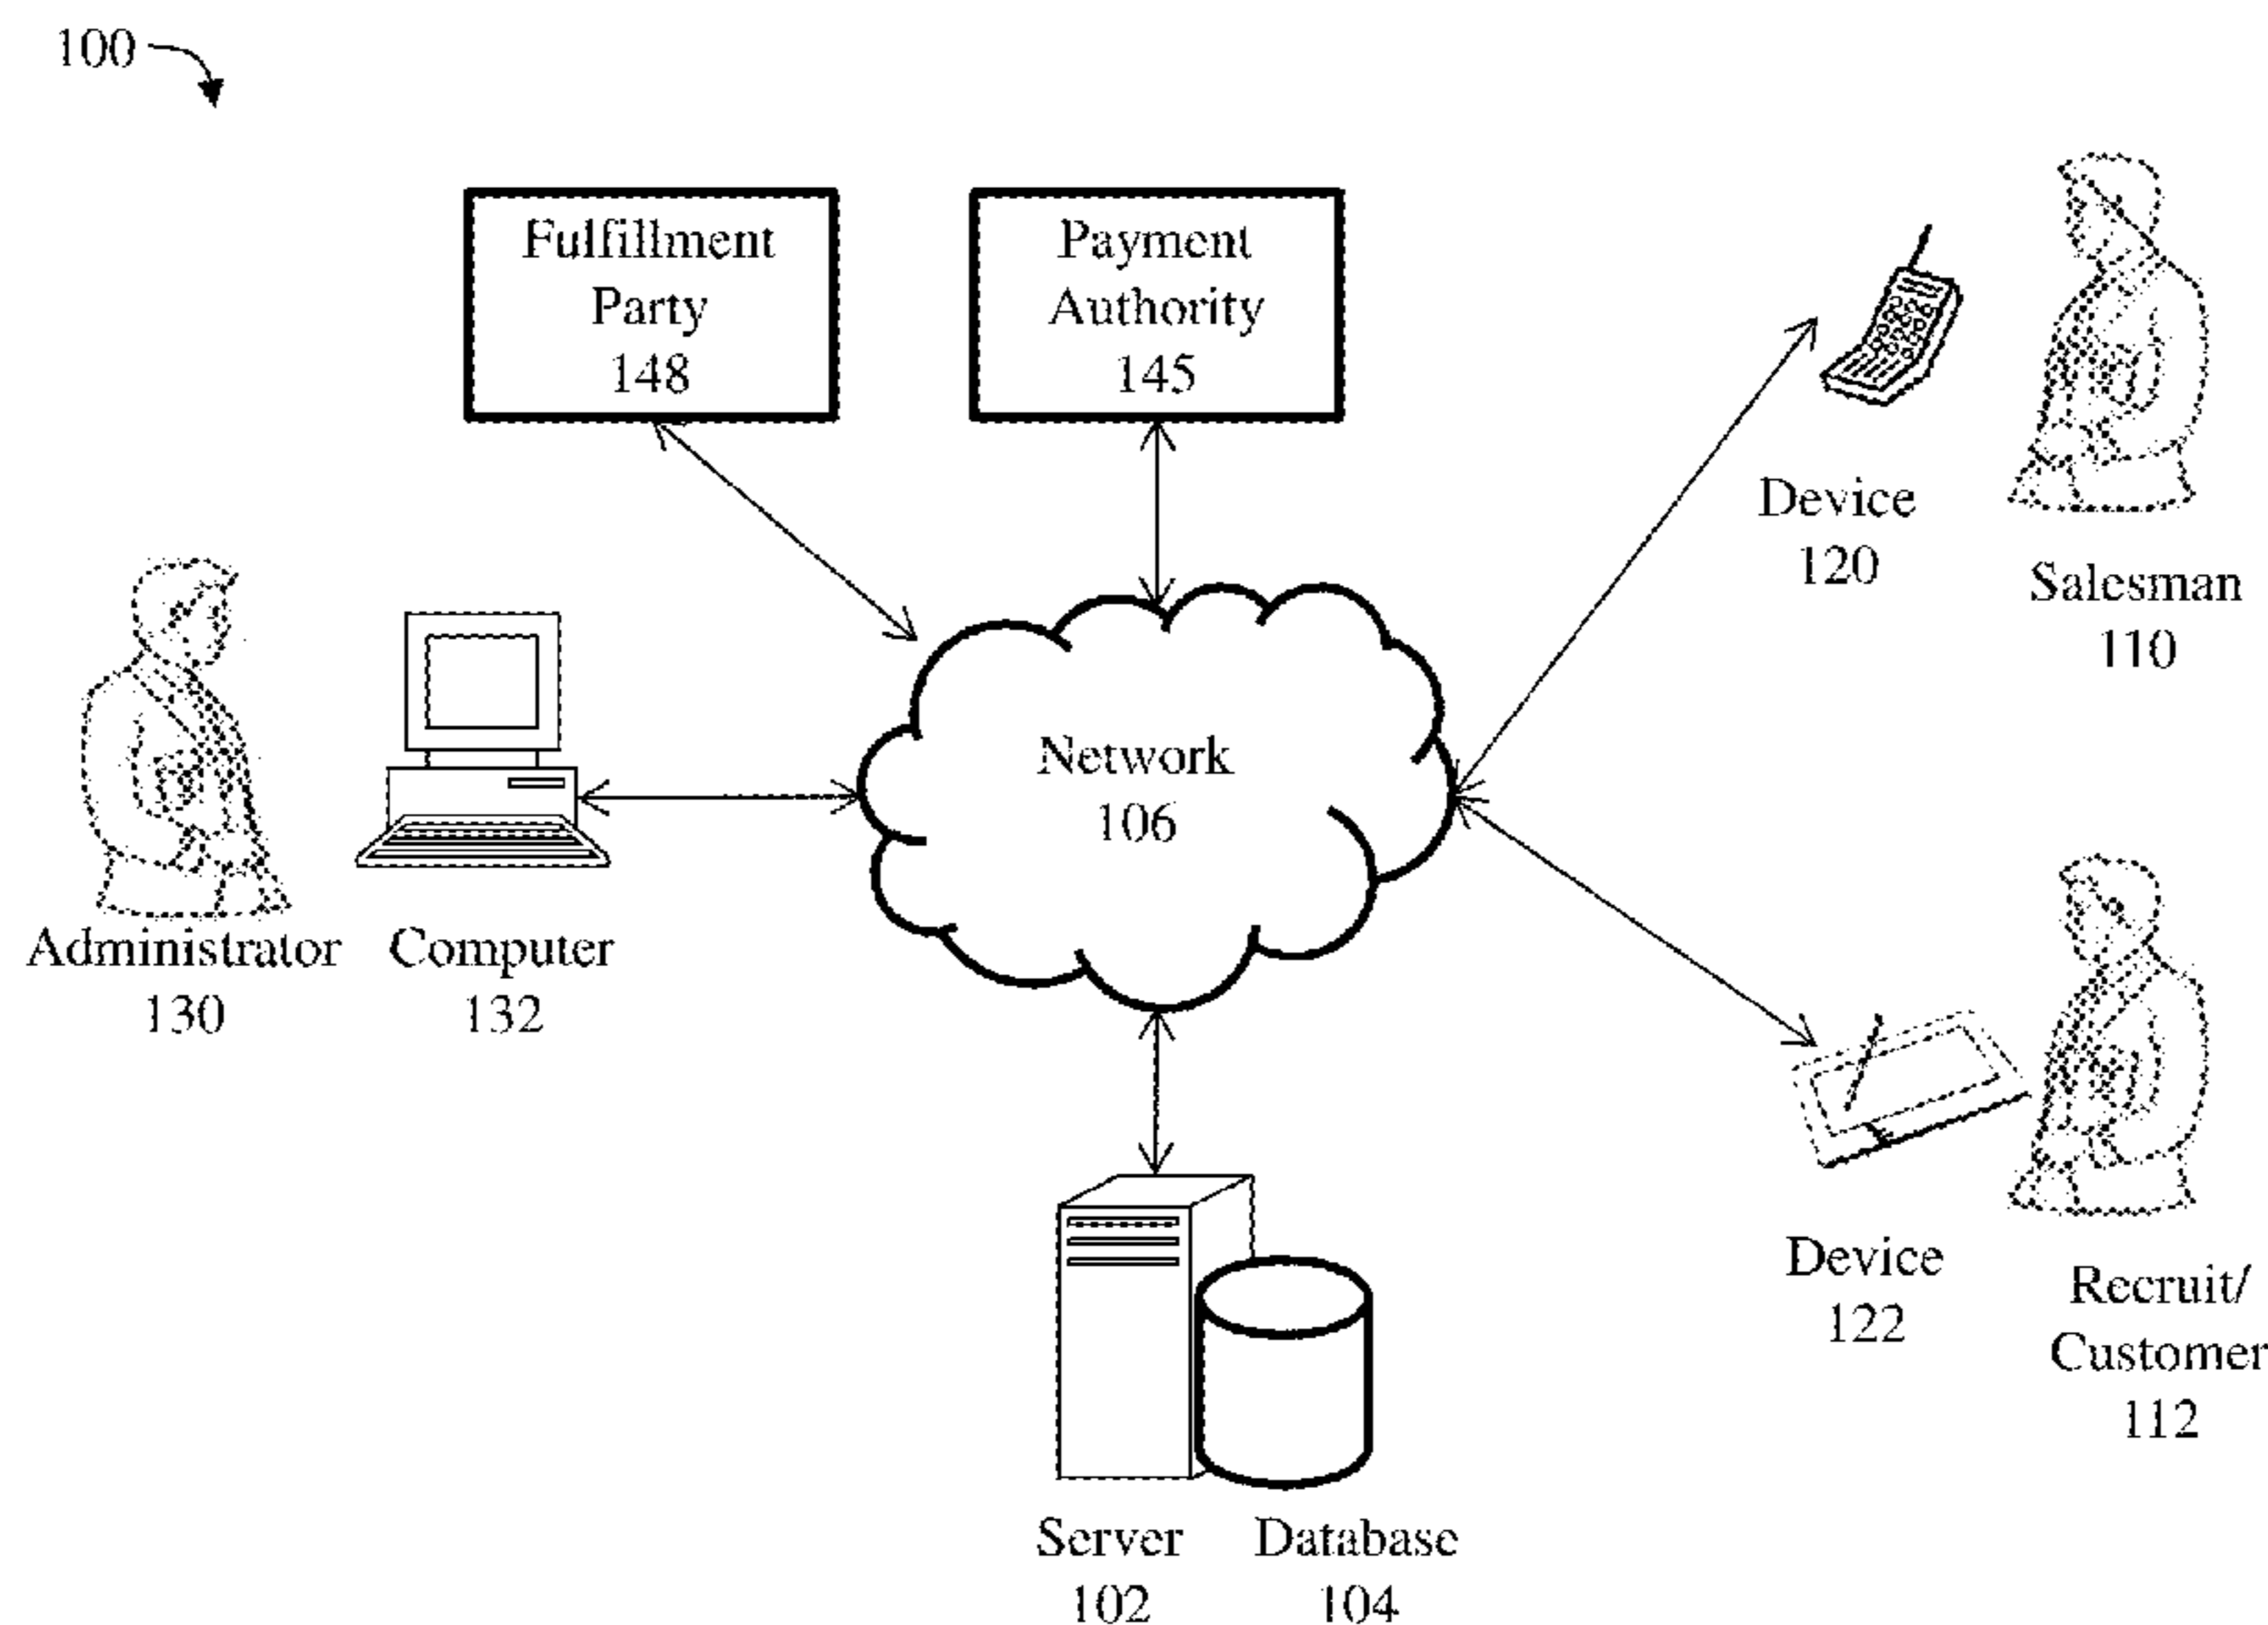 100
Fulfillment
Party
148
Payment
Authority
145
Device
120
Salesman
110
Network
106
Administrator
130
Computer
132
Device
122
Recruit/
Customer
112
Server
102
Database
104